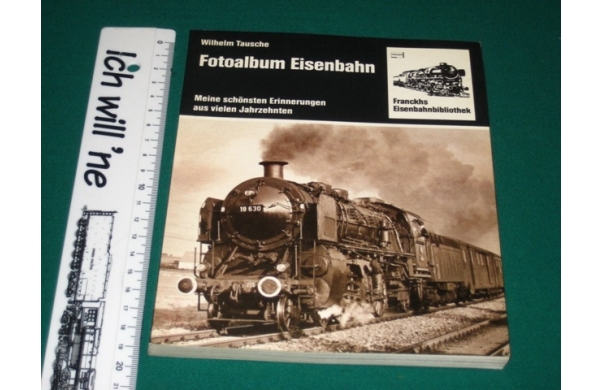 Wilhelm Tausche
Fotoalbum Eisenbahn
Meine schönsten Erinnerungen
aus vielen Jahrzehnten
Franckhs
Eisenbahnbibliothek
18 630
Ich will 'ne